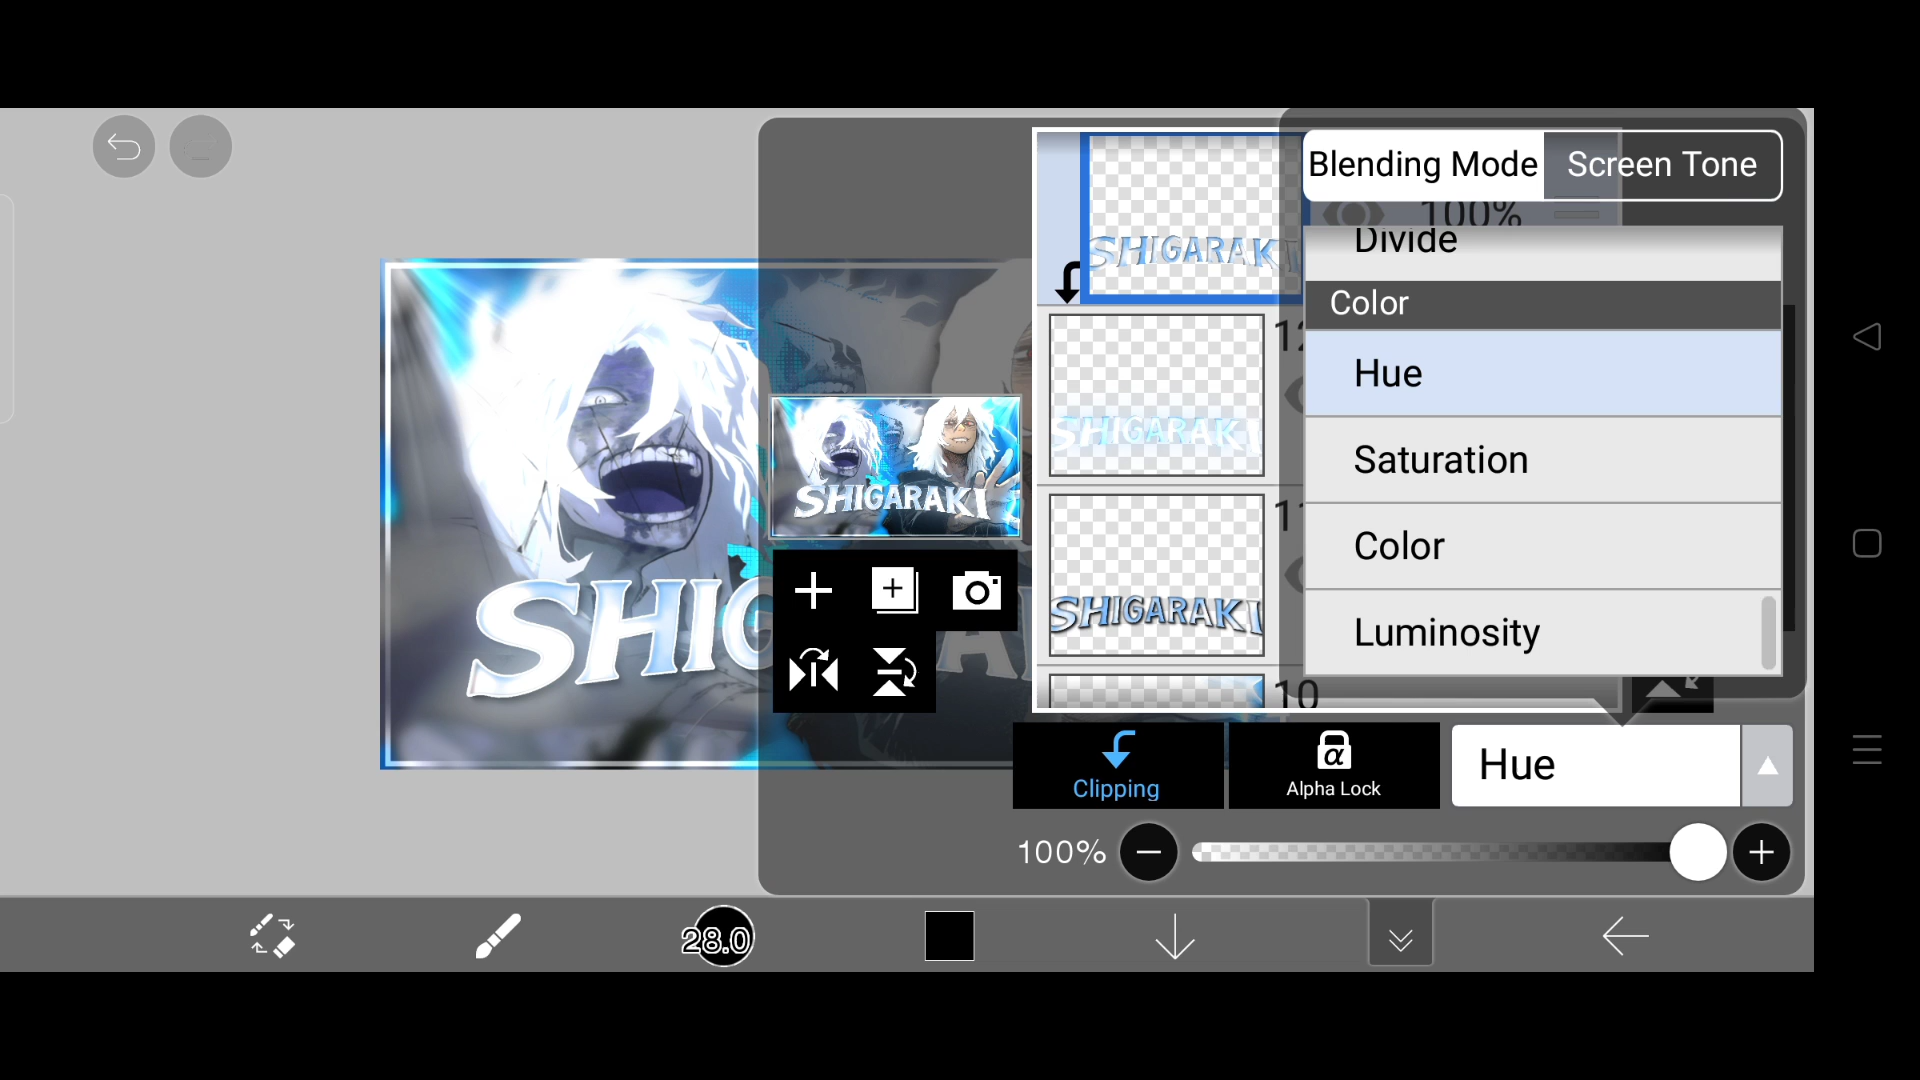 Blending Mode
Screen Tone
100%
Divide
Color
Hue
Saturation
Color
Luminosity
SHIGARAKI
SHIGARAKI
SHIGARAKI
SHIGARAKI
10
Clipping
α
Alpha Lock
Hue
100%
28.0